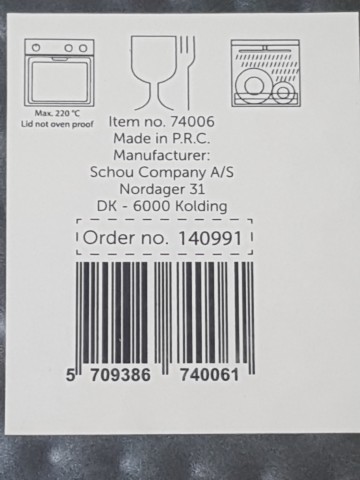 Max. 220 °C
Lid not oven proof
Item no. 74006
Made in P.R.C.
Manufacturer:
Schou Company A/S
Nordager 31
DK - 6000 Kolding
Order no. 140991
5 709386 740061